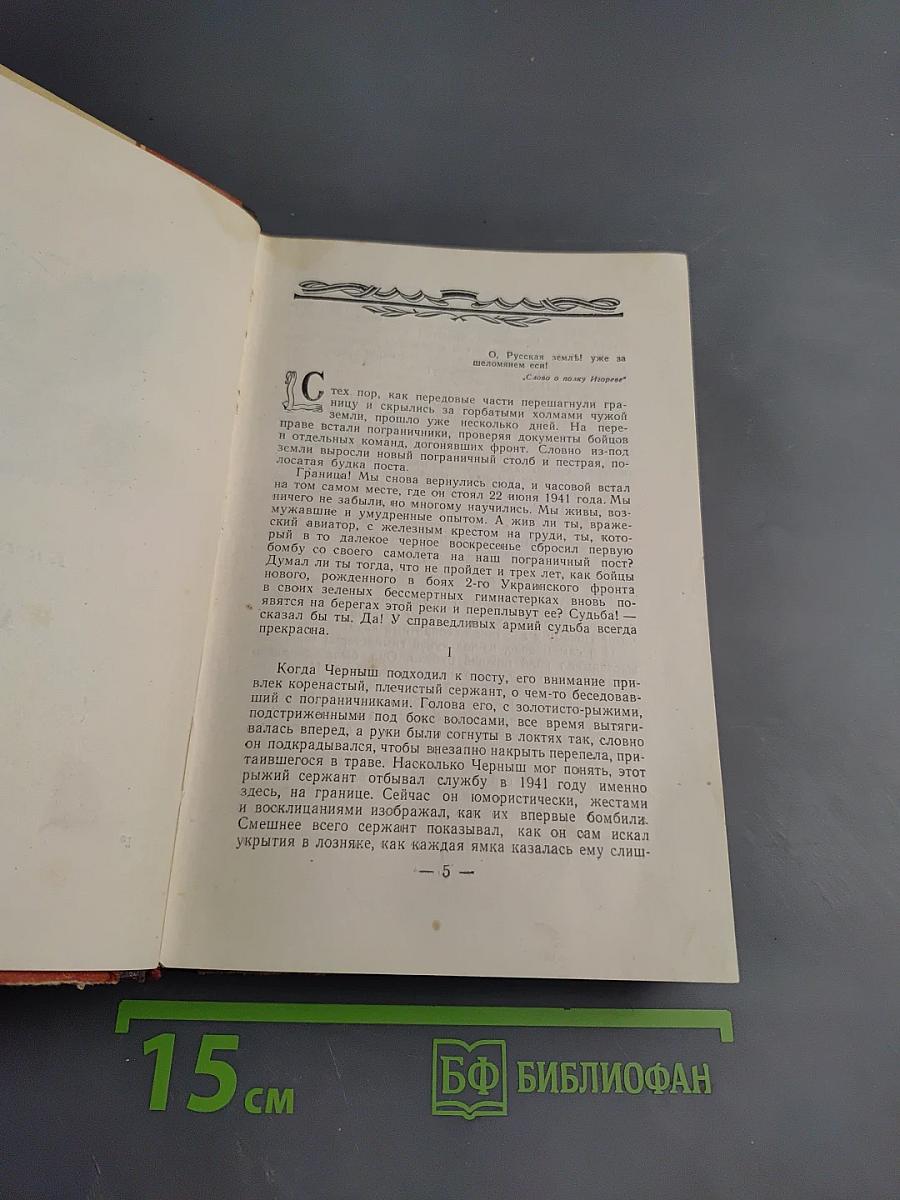 О, Русская землѣ! уже за
шеломянем еси!
„Слово о полку Игореве"
С тех пор, как передовые части перешагнули гра-
ницу и скрылись за горбатыми холмами чужой
земли, прошло уже несколько дней. На пере-
праве встали пограничники, проверяя документы бойцов
и отдельных команд, догонявших фронт. Словно из-под
земли выросли новый пограничный столб и пестрая, по-
лосатая будка поста.
Граница! Мы снова вернулись сюда, и часовой встал
на том самом месте, где он стоял 22 июня 1941 года. Мы
ничего не забыли, но многому научились. Мы живы, воз-
мужавшие и умудренные опытом. А жив ли ты, враже-
ский авиатор, с железным крестом на груди, ты, кото-
рый в то далекое черное воскресенье сбросил первую
бомбу со своего самолета на наш пограничный пост?
Думал ли ты тогда, что не пройдет и трех лет, как бойцы
нового, рожденного в боях 2-го Украинского фронта
в своих зеленых бессмертных гимнастерках вновь по-
явятся на берегах этой реки и переплывут ее? Судьба! —
сказал бы ты. Да! У справедливых армий судьба всегда
прекрасна.
I
Когда Черныш подходил к посту, его внимание при-
влек коренастый, плечистый сержант, о чем-то беседовав-
ший с пограничниками. Голова его, с золотисто-рыжими,
подстриженными под бокс волосами, все время вытяги-
валась вперед, а руки были согнуты в локтях так, словно
он подкрадывался, чтобы внезапно накрыть перепела, при-
таившегося в траве. Насколько Черныш мог понять, этот
рыжий сержант отбывал службу в 1941 году именно
здесь, на границе. Сейчас он юмористически, жестами
и восклицаниями изображал, как их впервые бомбили.
Смешнее всего сержант показывал, как он сам искал
укрытия в лозняке, как каждая ямка казалась ему слиш-
— 5 —
15 см
БФ БИБЛИОФАН